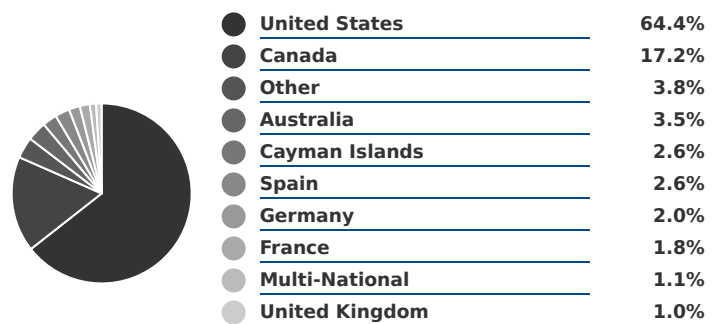 United States 64.4%
Canada 17.2%
Other 3.8%
Australia 3.5%
Cayman Islands 2.6%
Spain 2.6%
Germany 2.0%
France 1.8%
Multi-National 1.1%
United Kingdom 1.0%